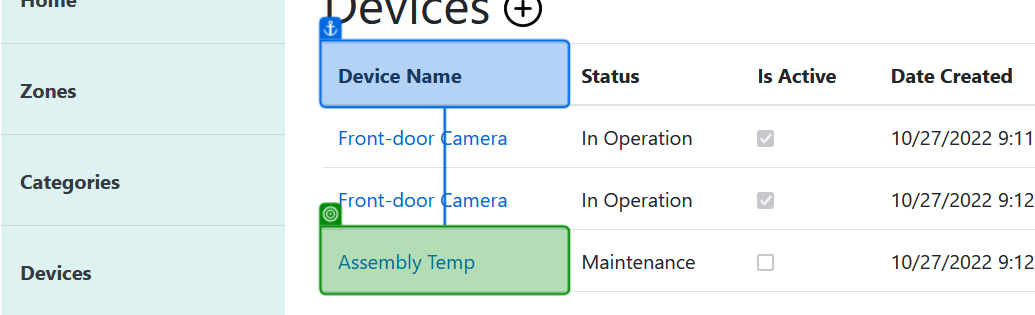 Home
Devices
Device Name Status Is Active Date Created
Zones
Front-door Camera In Operation 10/27/2022 9:11
Categories
Front-door Camera In Operation 10/27/2022 9:12
Devices
Assembly Temp Maintenance 10/27/2022 9:12